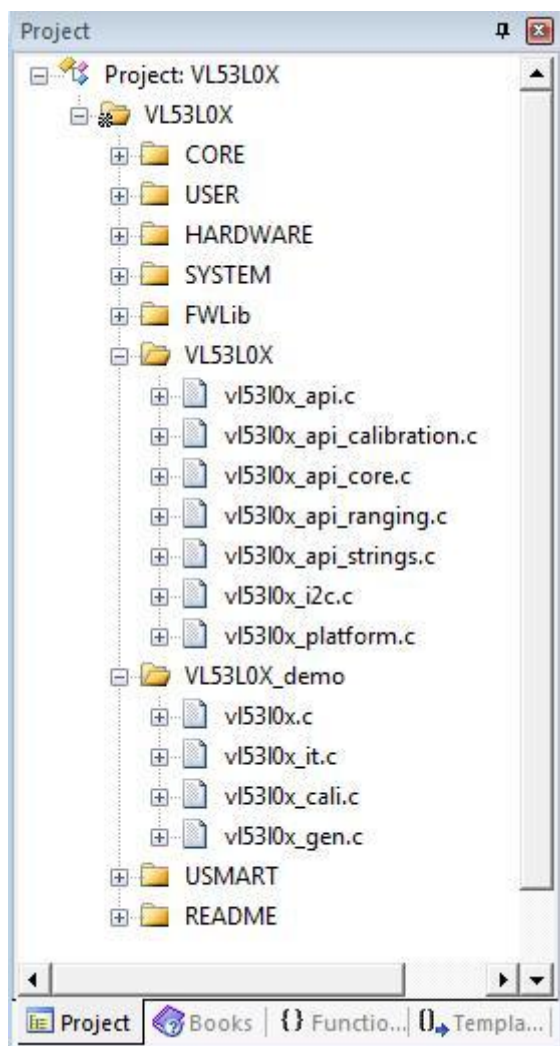 Project
Project: VL53L0X
VL53L0X
CORE
USER
HARDWARE
SYSTEM
FWLib
VL53L0X
vl53l0x_api.c
vl53l0x_api_calibration.c
vl53l0x_api_core.c
vl53l0x_api_ranging.c
vl53l0x_api_strings.c
vl53l0x_i2c.c
vl53l0x_platform.c
VL53L0X_demo
vl53l0x.c
vl53l0x_it.c
vl53l0x_cali.c
vl53l0x_gen.c
USMART
README
Project Books {} Functio... 0 Templa...